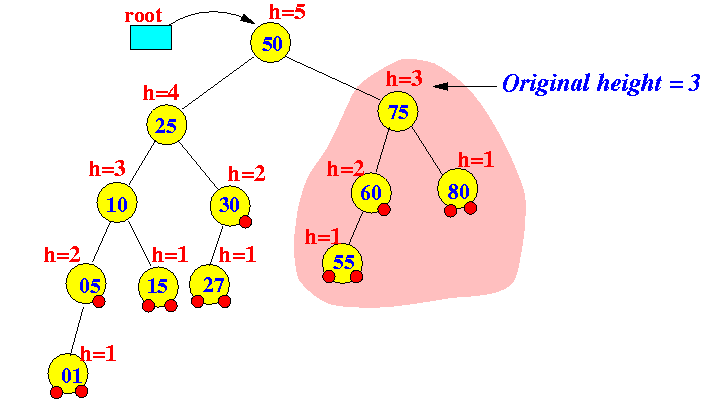 root
h=5
50
h=3
Original height = 3
h=4
75
25
h=3
h=2
h=2
h=1
10
30
60
80
h=2
h=1
h=1
h=1
05
15
27
55
h=1
01